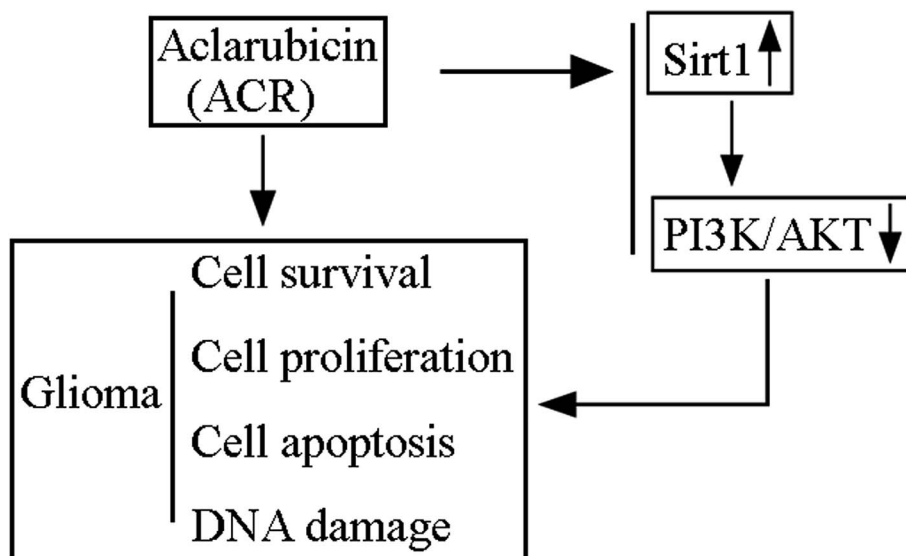 Aclarubicin
(ACR)
Sirt1
PI3K/AKT
Glioma
Cell survival
Cell proliferation
Cell apoptosis
DNA damage